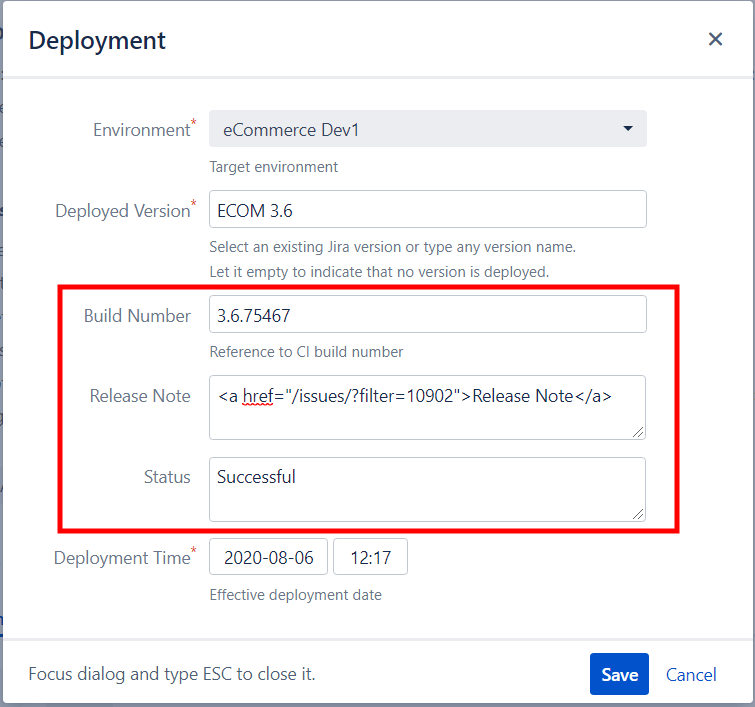 Deployment
Environment* eCommerce Dev1
Target environment
Deployed Version* ECOM 3.6
Select an existing Jira version or type any version name.
Let it empty to indicate that no version is deployed.
Build Number 3.6.75467
Reference to CI build number
Release Note <a href="/issues/?filter=10902">Release Note</a>
Status Successful
Deployment Time* 2020-08-06 12:17
Effective deployment date
Focus dialog and type ESC to close it. Save Cancel